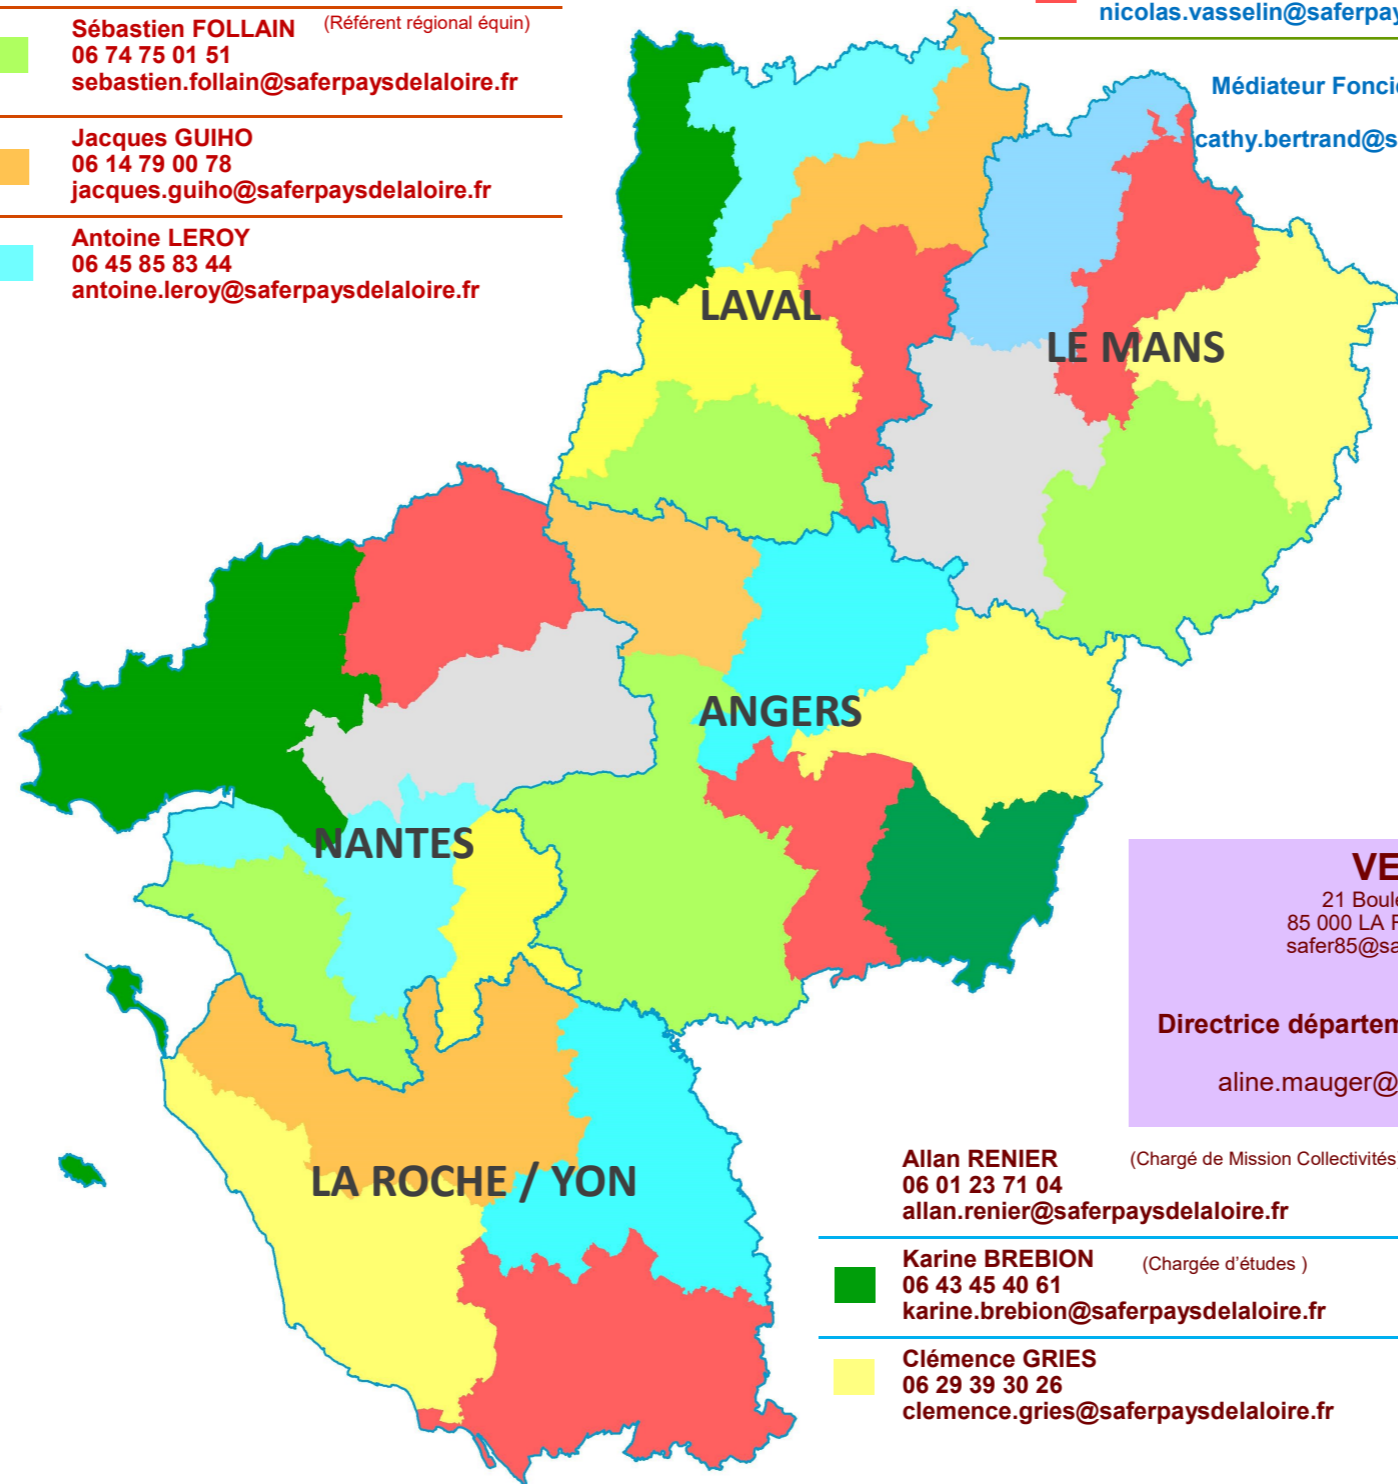 Sébastien FOLLAIN (Référent régional équin)
06 74 75 01 51
sebastien.follain@saferpaysdelaloire.fr
Jacques GUIHO
06 14 79 00 78
jacques.guiho@saferpaysdelaloire.fr
Antoine LEROY
06 45 85 83 44
antoine.leroy@saferpaysdelaloire.fr
nicolas.vasselin@saferpay
Médiateur Foncie
cathy.bertrand@s
LAVAL
LE MANS
ANGERS
NANTES
LA ROCHE / YON
VE
21 Boule
85 000 LA R
safer85@sa
Directrice départem
aline.mauger@
Allan RENIER (Chargé de Mission Collectivités
06 01 23 71 04
allan.renier@saferpaysdelaloire.fr
Karine BREBION (Chargée d'études )
06 43 45 40 61
karine.brebion@saferpaysdelaloire.fr
Clémence GRIES
06 29 39 30 26
clemence.gries@saferpaysdelaloire.fr